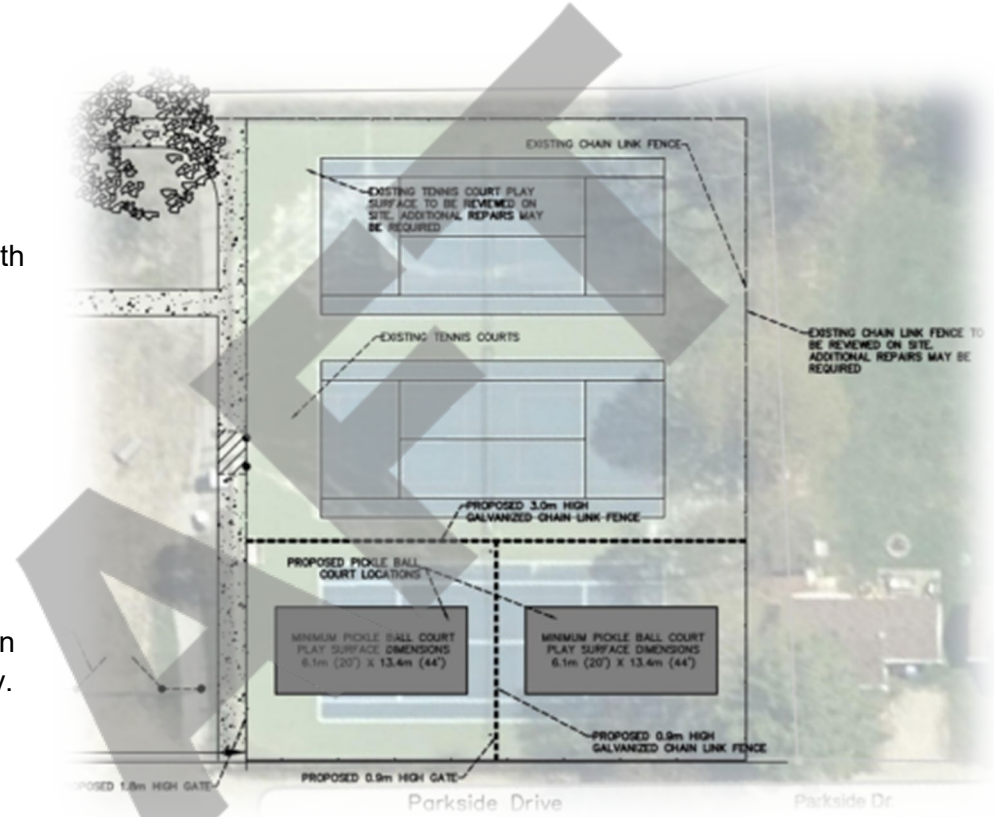 EXISTING CHAIN LINK FENCE
EXISTING TENNIS COURT PLAY
SURFACE TO BE REVIEWED ON
SITE. ADDITIONAL REPAIRS MAY
BE REQUIRED
th
EXISTING TENNIS COURTS
EXISTING CHAIN LINK FENCE TO
BE REVIEWED ON SITE.
ADDITIONAL REPAIRS MAY BE
REQUIRED
PROPOSED 3.0m HIGH
GALVANIZED CHAIN LINK FENCE
PROPOSED PICKLE BALL
COURT LOCATIONS
MINIMUM PICKLE BALL COURT
PLAY SURFACE DIMENSIONS
6.1m (20') X 13.4m (44')
MINIMUM PICKLE BALL COURT
PLAY SURFACE DIMENSIONS
6.1m (20') X 13.4m (44')
n
y.
PROPOSED 0.9m HIGH
GALVANIZED CHAIN LINK FENCE
PROPOSED 0.9m HIGH GATE
OPOSED 1.8m HIGH GATE
Parkside Drive
Parkside Dr.
AFT